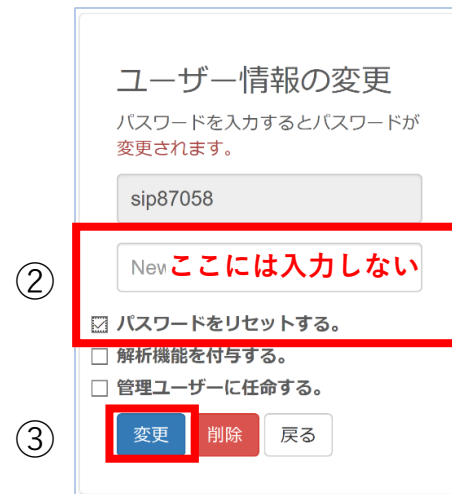 ユーザー情報の変更
パスワードを入力するとパスワードが
変更されます。
sip87058
② New ここには入力しない
パスワードをリセットする。
解析機能を付与する。
管理ユーザーに任命する。
③ 変更 削除 戻る